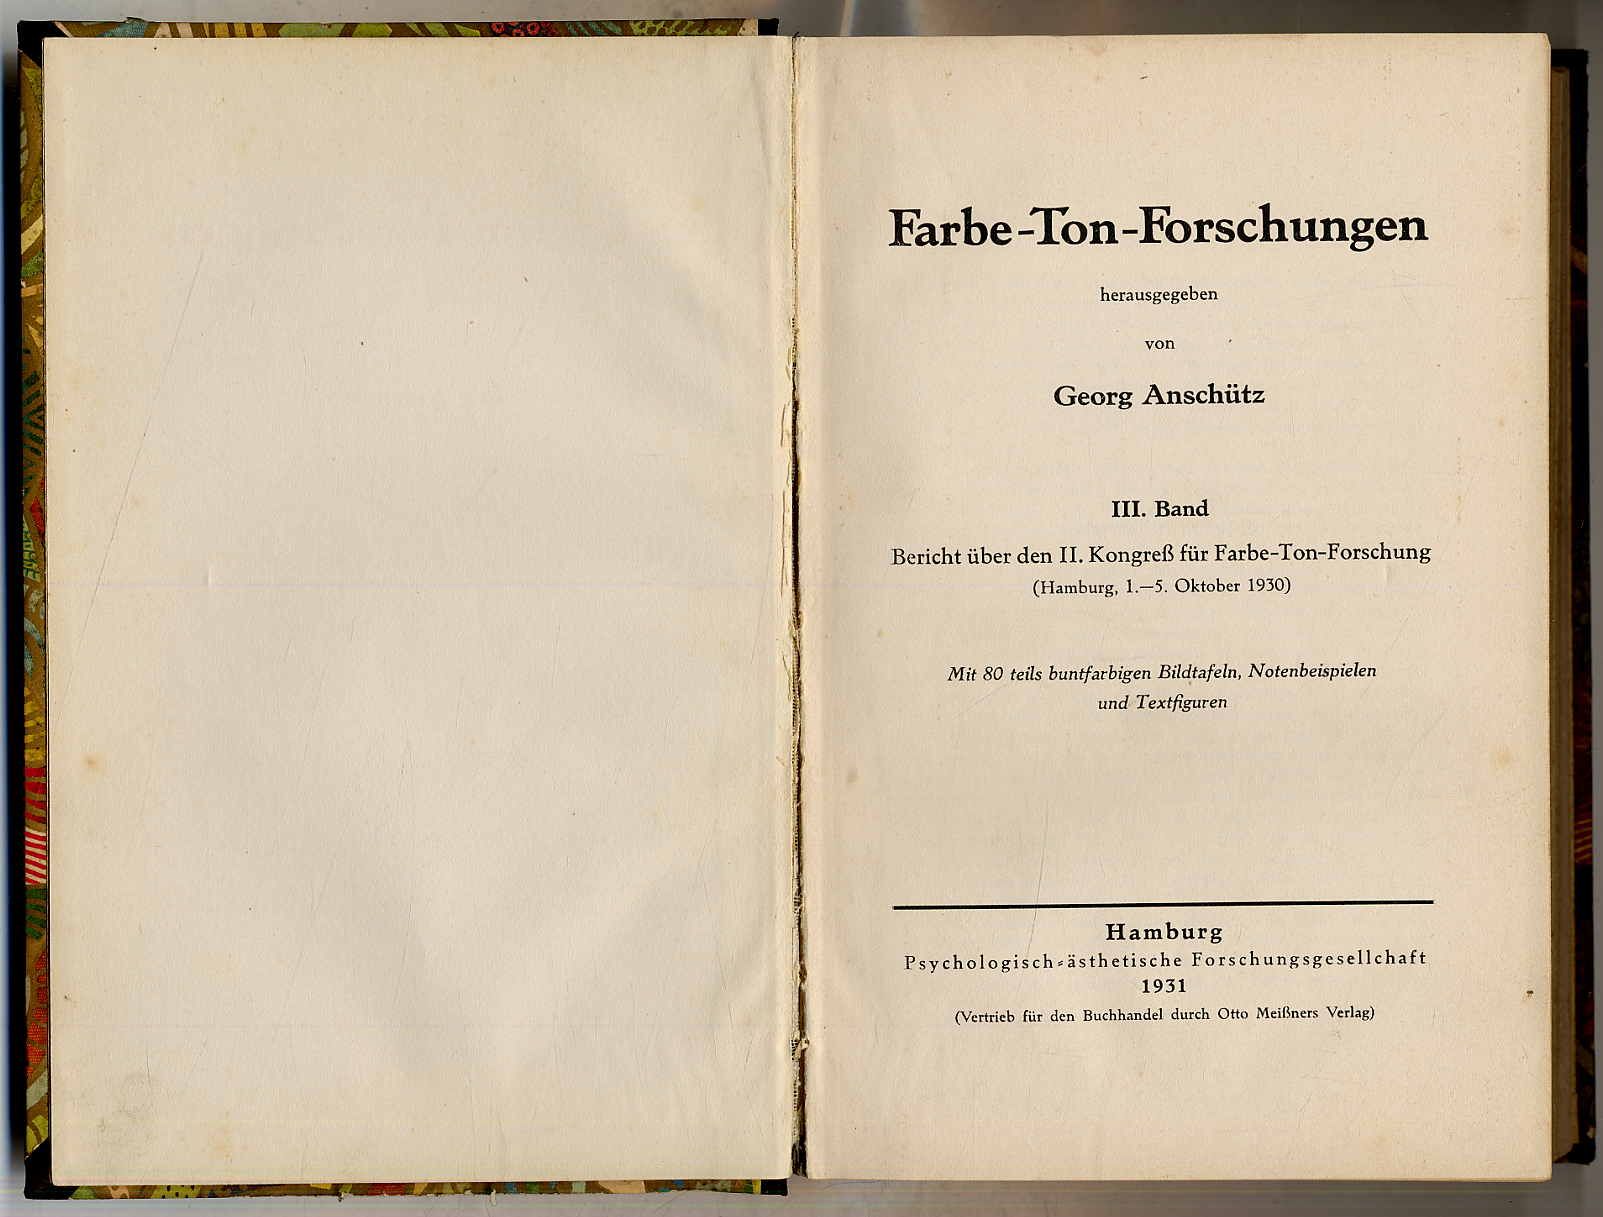 Farbe-Ton-Forschungen
herausgegeben
von
Georg Anschütz
III. Band
Bericht über den II. Kongreß für Farbe-Ton-Forschung
(Hamburg, 1.—5. Oktober 1930)
Mit 80 teils buntfarbigen Bildtafeln, Notenbeispielen
und Textfiguren
Hamburg
Psychologisch-ästhetische Forschungsgesellschaft
1931
(Vertrieb für den Buchhandel durch Otto Meißners Verlag)